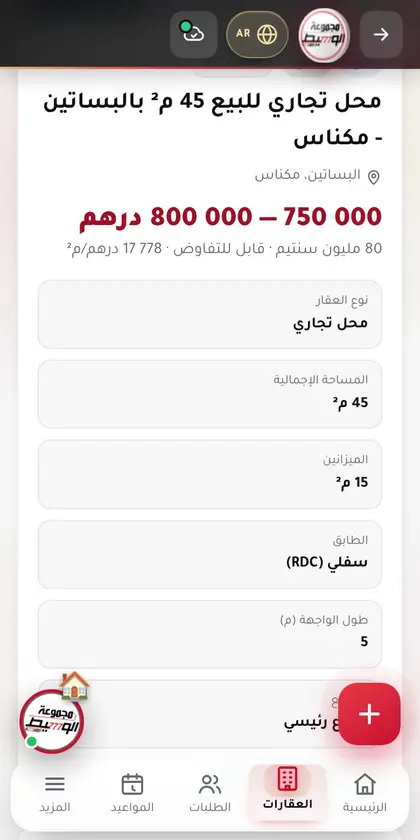 AR
مجموعة
الوسيط
محل تجاري للبيع 45 م² بالبساتين
- مكناس
البساتين، مكناس
750 000 – 800 000 درهم
80 مليون سنتيم · قابل للتفاوض · 17 778 درهم/م²
نوع العقار
محل تجاري
المساحة الإجمالية
45 م²
الميزانين
15 م²
الطابق
سفلي (RDC)
طول الواجهة (م)
5
ع رئيسي
مجموعة
الوسيط
الرئيسية
العقارات
الطلبات
المواعيد
المزيد